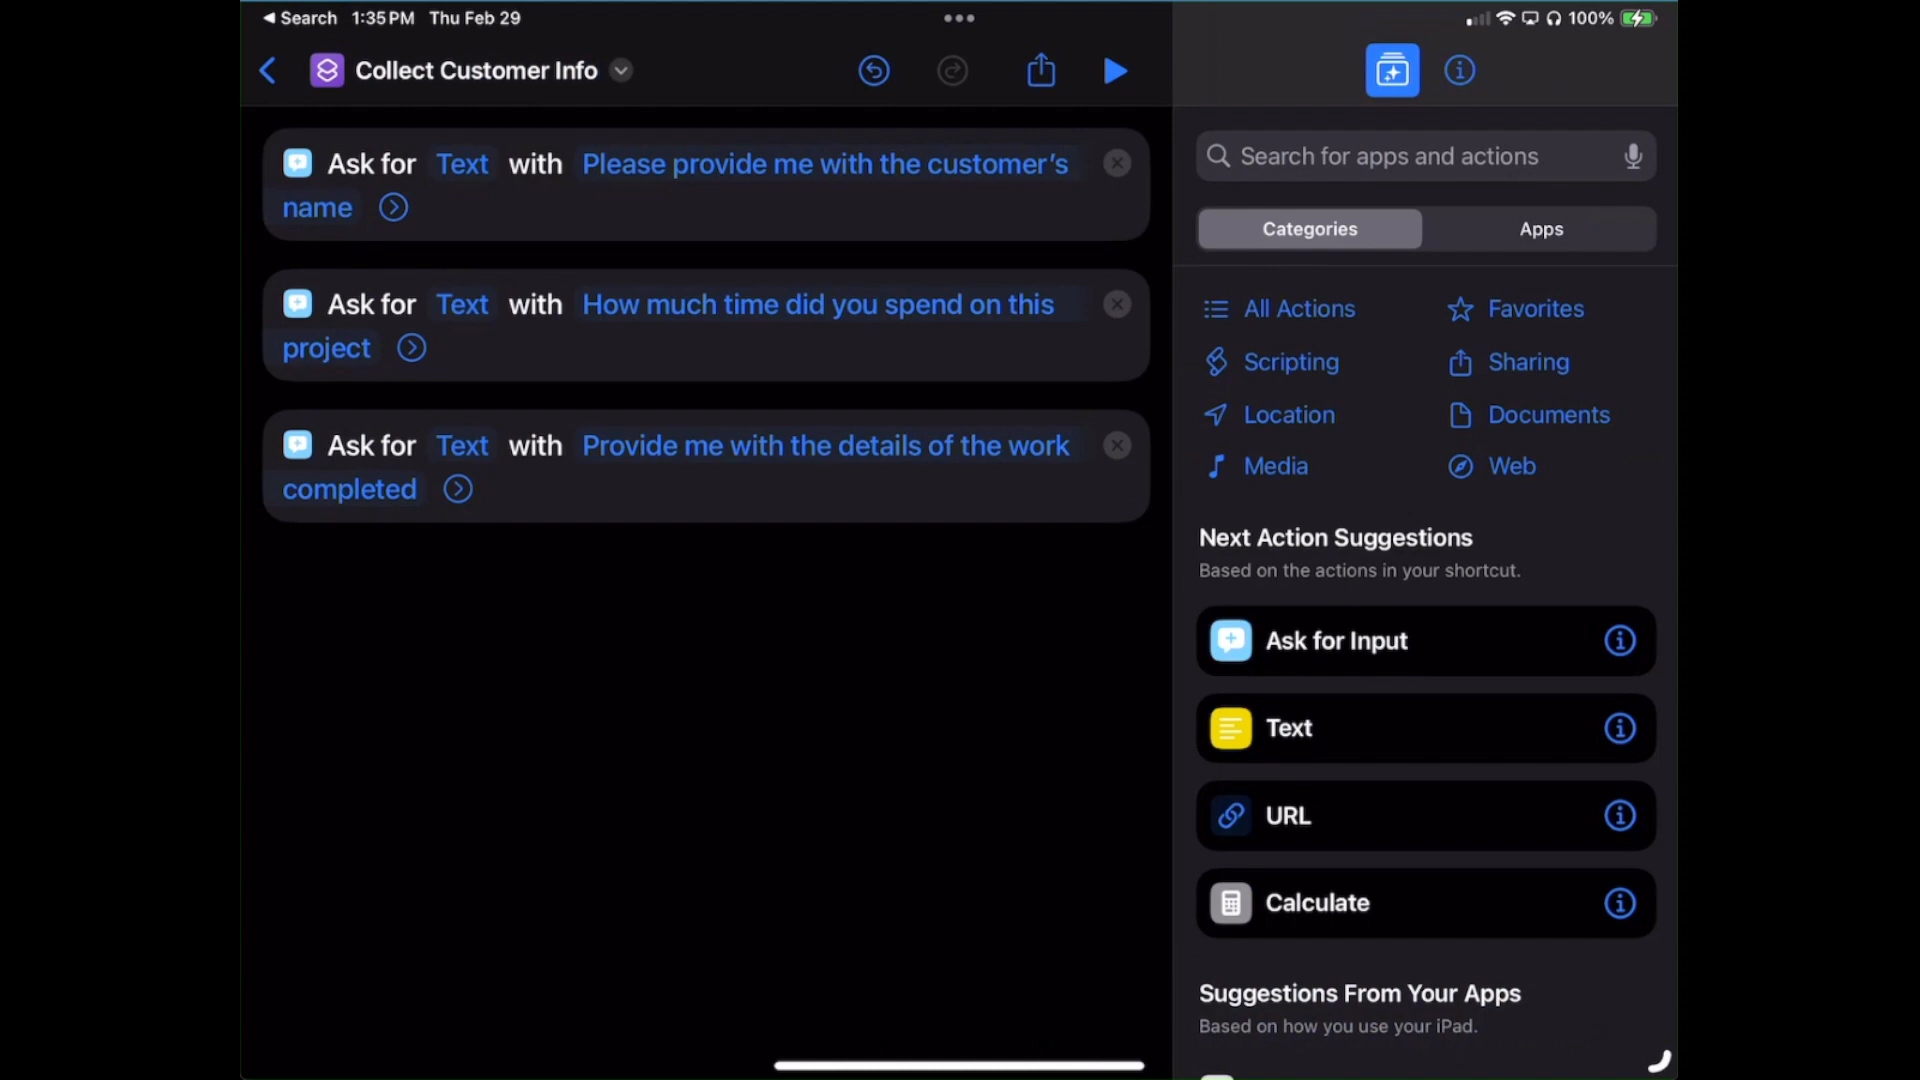 ◀ Search 1:35 PM Thu Feb 29
100%
Collect Customer Info
Ask for Text with Please provide me with the customer’s
name
Ask for Text with How much time did you spend on this
project
Ask for Text with Provide me with the details of the work
completed
Search for apps and actions
Categories Apps
All Actions Favorites
Scripting Sharing
Location Documents
Media Web
Next Action Suggestions
Based on the actions in your shortcut.
Ask for Input
Text
URL
Calculate
Suggestions From Your Apps
Based on how you use your iPad.